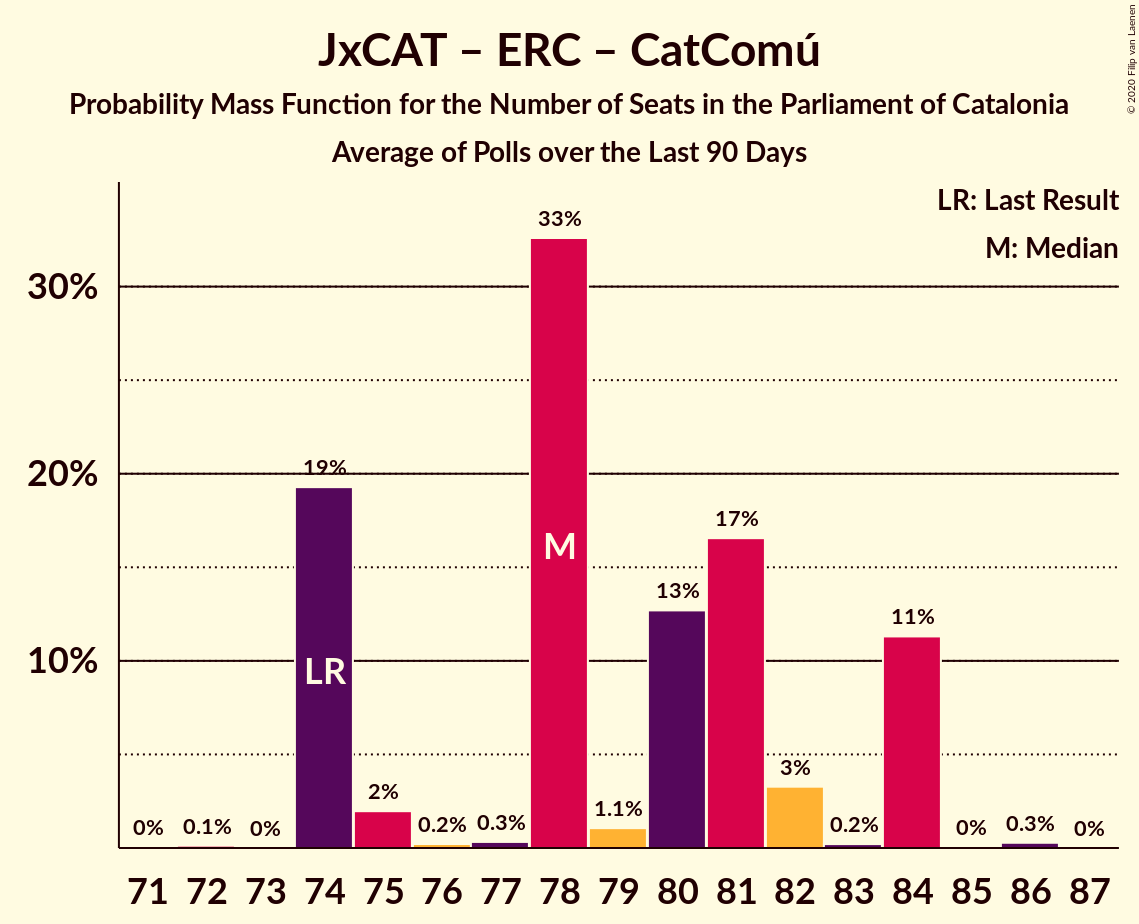 JxCAT – ERC – CatComú
Probability Mass Function for the Number of Seats in the Parliament of Catalonia
Average of Polls over the Last 90 Days
© 2020 Filip van Laenen
LR: Last Result
M: Median
30%
20%
10%
0%
0.1%
0%
19%
2%
0.2%
0.3%
33%
1.1%
13%
17%
3%
0.2%
11%
0%
0.3%
0%
LR
M
71 72 73 74 75 76 77 78 79 80 81 82 83 84 85 86 87